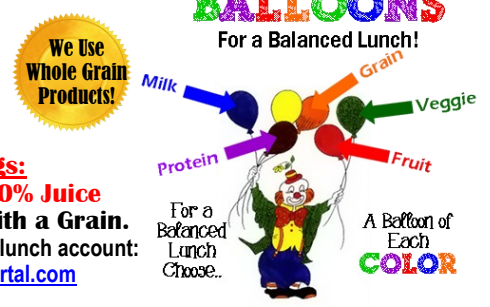 BALLOONS
For a Balanced Lunch!
We Use
Whole Grain
Products!
Milk
Grain
Veggie
Protein
Fruit
gs:
0% Juice
ith a Grain.
lunch account:
rtal.com
For a
Balanced
Lunch
Choose..
A Balloon of
Each
COLOR